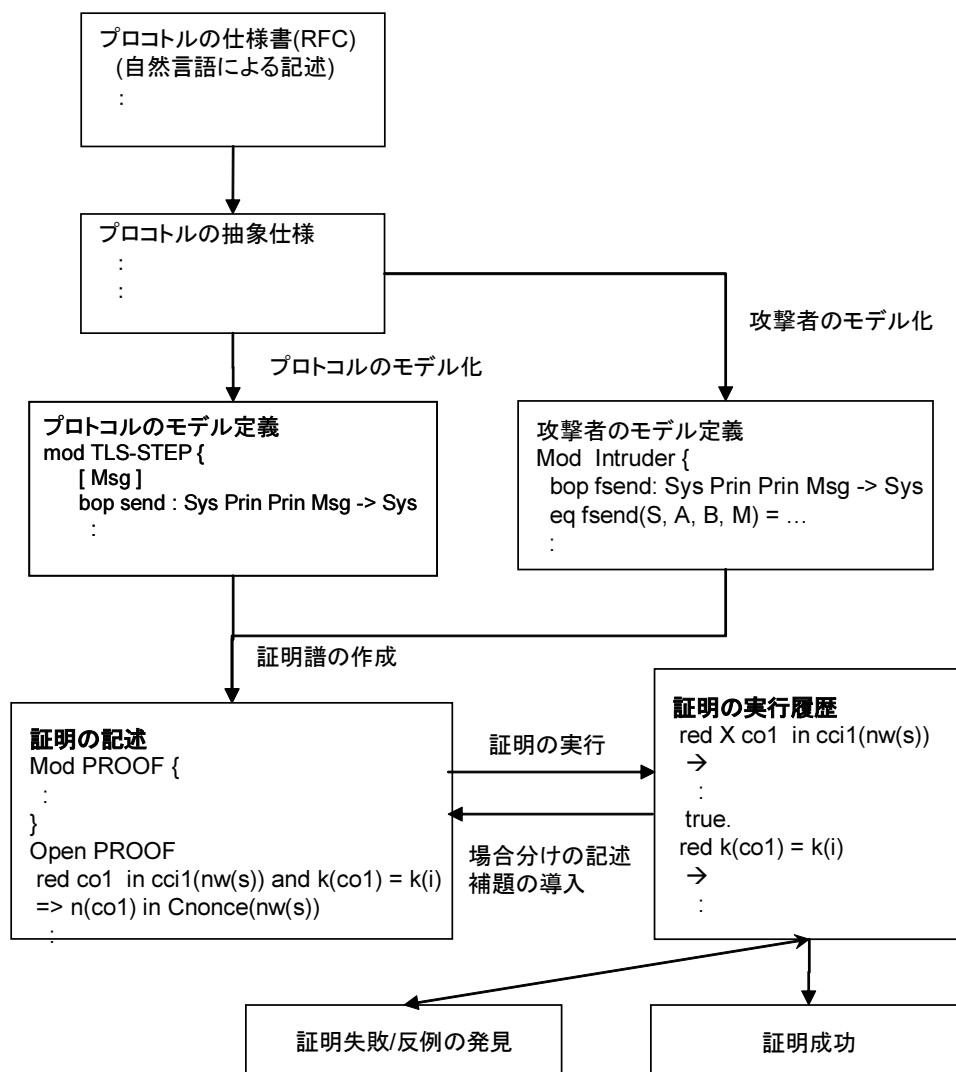 プロコトルの仕様書(RFC)
(自然言語による記述)
:
プロコトルの抽象仕様
:
:
攻撃者のモデル化
プロトコルのモデル化
プロトコルのモデル定義
mod TLS-STEP {
[ Msg ]
bop send : Sys Prin Prin Msg -> Sys
:
攻撃者のモデル定義
Mod Intruder {
bop fsend: Sys Prin Prin Msg -> Sys
eq fsend(S, A, B, M) = …
:
証明譜の作成
証明の記述
Mod PROOF {
:
}
Open PROOF
red co1 in cci1(nw(s)) and k(co1) = k(i)
=> n(co1) in Cnonce(nw(s))
:
証明の実行
場合分けの記述
補題の導入
証明の実行履歴
red X co1 in cci1(nw(s))
→
:
true.
red k(co1) = k(i)
→
:
証明失敗/反例の発見
証明成功